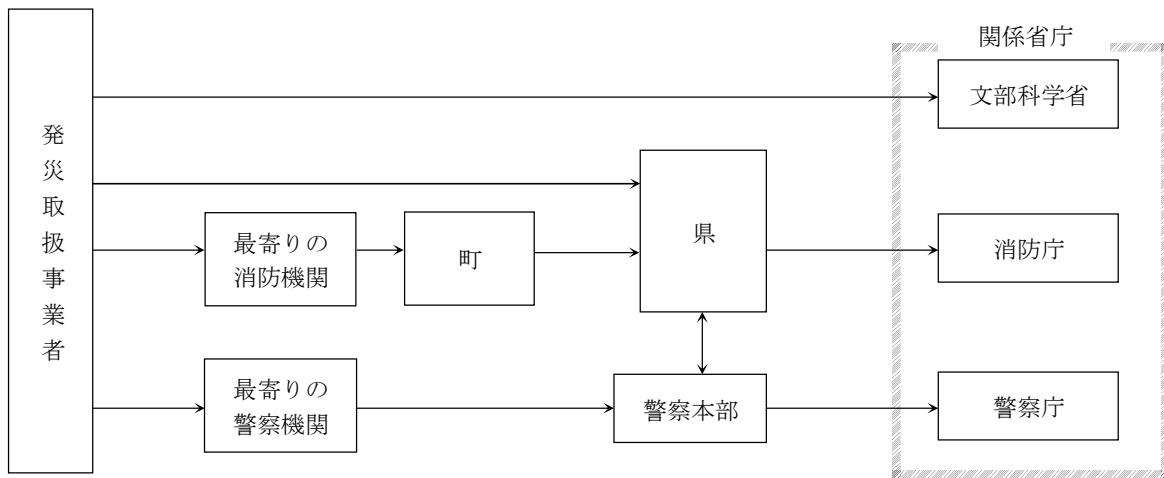 関係省庁
発災取扱事業者
文部科学省
県
最寄りの
消防機関
町
消防庁
最寄りの
警察機関
警察本部
警察庁